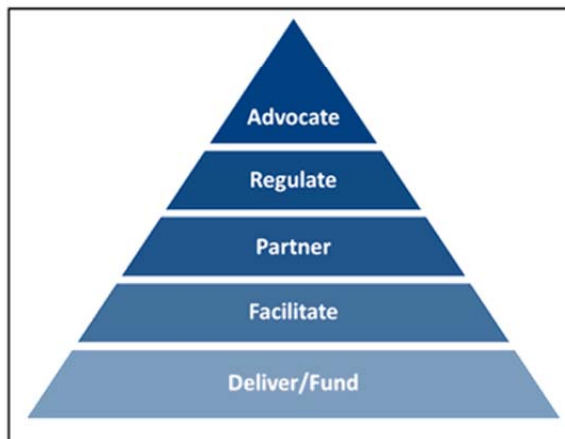 Advocate
Regulate
Partner
Facilitate
Deliver/Fund